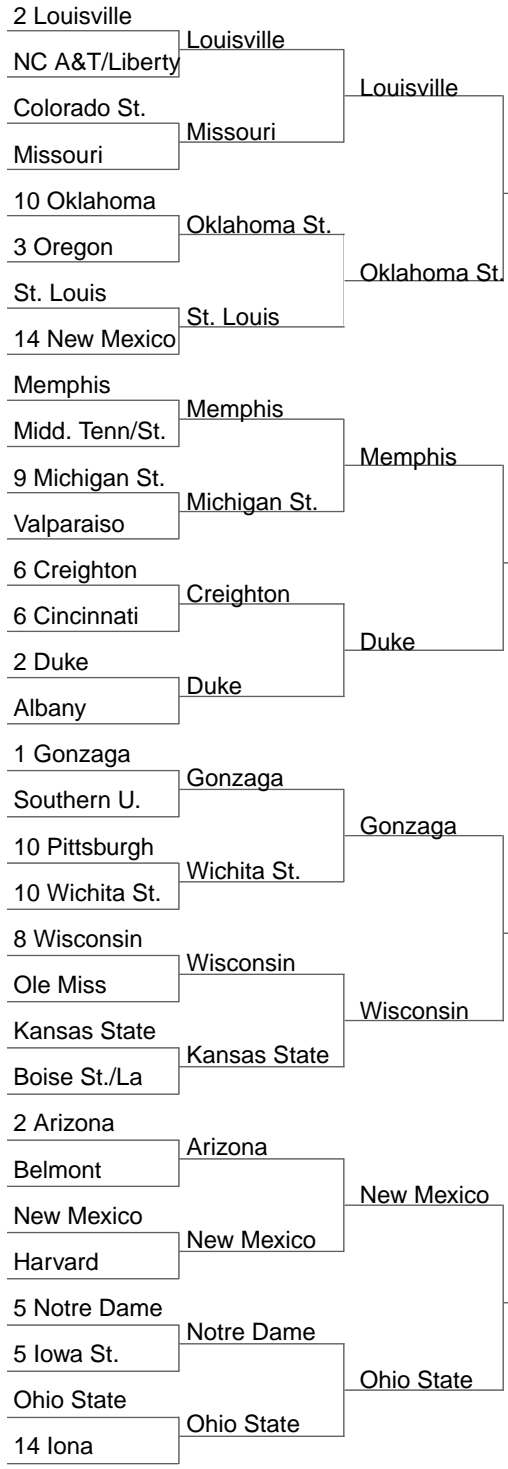 2 Louisville
NC A&T/Liberty
Colorado St.
Missouri
10 Oklahoma
3 Oregon
St. Louis
14 New Mexico
Memphis
Midd. Tenn/St.
9 Michigan St.
Valparaiso
6 Creighton
6 Cincinnati
2 Duke
Albany
1 Gonzaga
Southern U.
10 Pittsburgh
10 Wichita St.
8 Wisconsin
Ole Miss
Kansas State
Boise St./La
2 Arizona
Belmont
New Mexico
Harvard
5 Notre Dame
5 Iowa St.
Ohio State
14 Iona
Louisville
Missouri
Oklahoma St.
St. Louis
Memphis
Michigan St.
Creighton
Duke
Gonzaga
Wichita St.
Wisconsin
Kansas State
Arizona
New Mexico
Notre Dame
Ohio State
Louisville
Oklahoma St.
Memphis
Duke
Gonzaga
Wisconsin
New Mexico
Ohio State